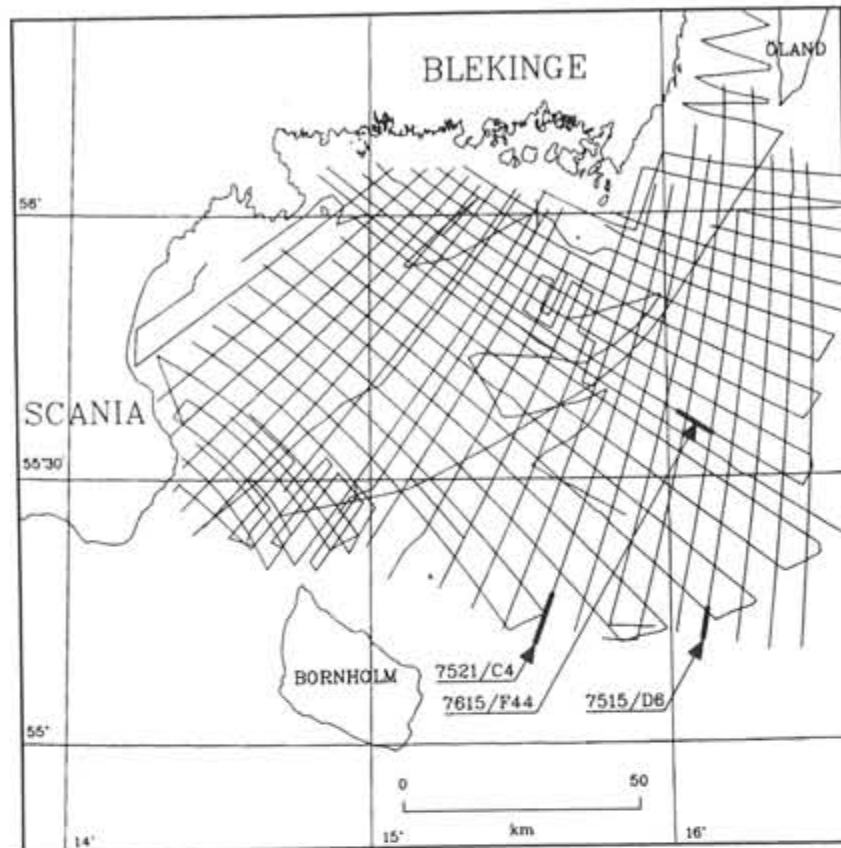 ÖLAND
BLEKINGE
56°
SCANIA
55°30
BORNHOLM
7521/C4
7615/F44
7515/D6
55°
0 50
km
14° 15° 16°